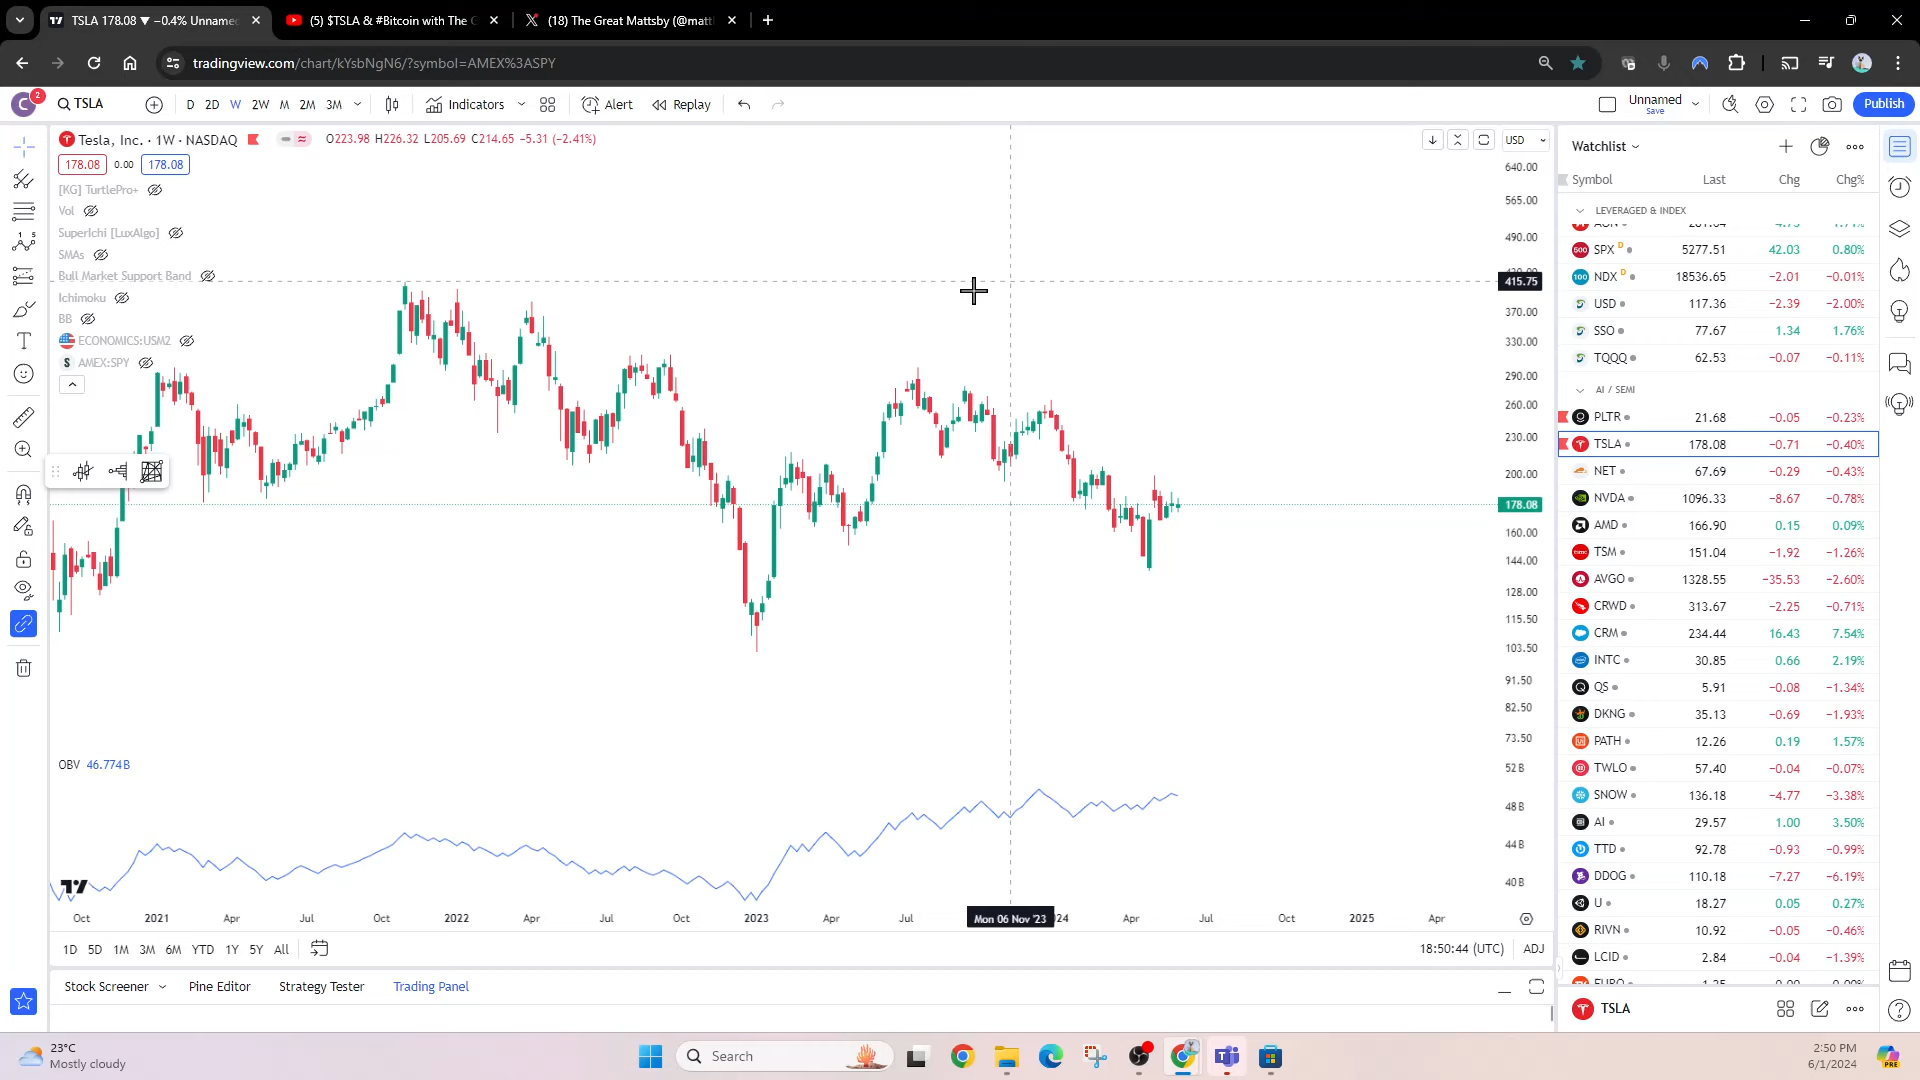 TSLA 178.08 ▼ −0.4% Unname
(5) $TSLA & #Bitcoin with The G
(18) The Great Mattsby (@matt
tradingview.com/chart/kYsbNgN6/?symbol=AMEX%3ASPY
C 2 TSLA D 2D W 2W M 2M 3M Indicators Alert Replay Unnamed Save Publish
Tesla, Inc. · 1W · NASDAQ O223.98 H226.32 L205.69 C214.65 −5.31 (−2.41%) USD
178.08 0.00 178.08
[KG] TurtlePro+
Vol
SuperIchi [LuxAlgo]
SMAs
Bull Market Support Band
Ichimoku
BB
ECONOMICS:USM2
S AMEX:SPY
640.00
565.00
490.00
415.75
370.00
330.00
290.00
260.00
230.00
200.00
178.08
160.00
144.00
128.00
115.50
103.50
91.50
82.50
73.50
OBV 46.774B
52B
48B
44B
40B
Oct 2021 Apr Jul Oct 2022 Apr Jul Oct 2023 Apr Jul Mon 06 Nov '23 24 Apr Jul Oct 2025 Apr
1D 5D 1M 3M 6M YTD 1Y 5Y All 18:50:44 (UTC) ADJ
Stock Screener Pine Editor Strategy Tester Trading Panel
Watchlist
Symbol Last Chg Chg%
LEVERAGED & INDEX
SPX D 5277.51 42.03 0.80%
NDX D 18536.65 −2.01 −0.01%
USD 117.36 −2.39 −2.00%
SSO 77.67 1.34 1.76%
TQQQ 62.53 −0.07 −0.11%
AI / SEMI
PLTR 21.68 −0.05 −0.23%
TSLA 178.08 −0.71 −0.40%
NET 67.69 −0.29 −0.43%
NVDA 1096.33 −8.67 −0.78%
AMD 166.90 0.15 0.09%
TSM 151.04 −1.92 −1.26%
AVGO 1328.55 −35.53 −2.60%
CRWD 313.67 −2.25 −0.71%
CRM 234.44 16.43 7.54%
INTC 30.85 0.66 2.19%
QS 5.91 −0.08 −1.34%
DKNG 35.13 −0.69 −1.93%
PATH 12.26 0.19 1.57%
TWLO 57.40 −0.04 −0.07%
SNOW 136.18 −4.77 −3.38%
AI 29.57 1.00 3.50%
TTD 92.78 −0.93 −0.99%
DDOG 110.18 −7.27 −6.19%
U 18.27 0.05 0.27%
RIVN 10.92 −0.05 −0.46%
LCID 2.84 −0.04 −1.39%
TSLA
23°C
Mostly cloudy
Search
2:50 PM
6/1/2024
PRE